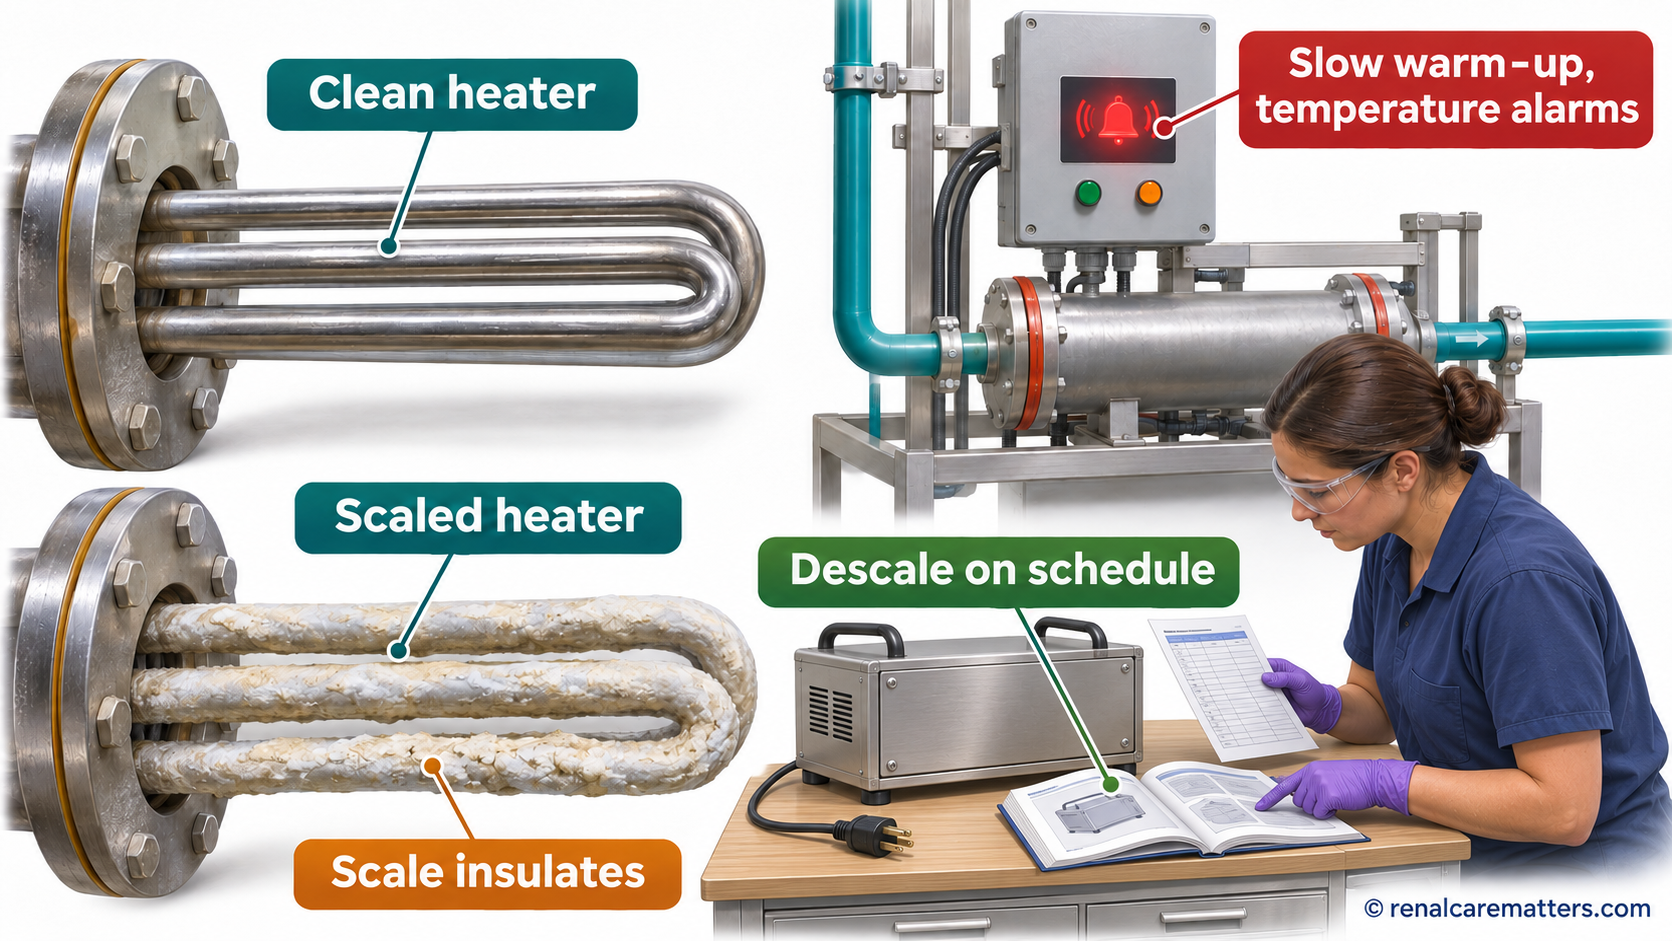 Clean heater
Slow warm-up,
temperature alarms
Scaled heater
Descale on schedule
Scale insulates
© renalcarematters.com